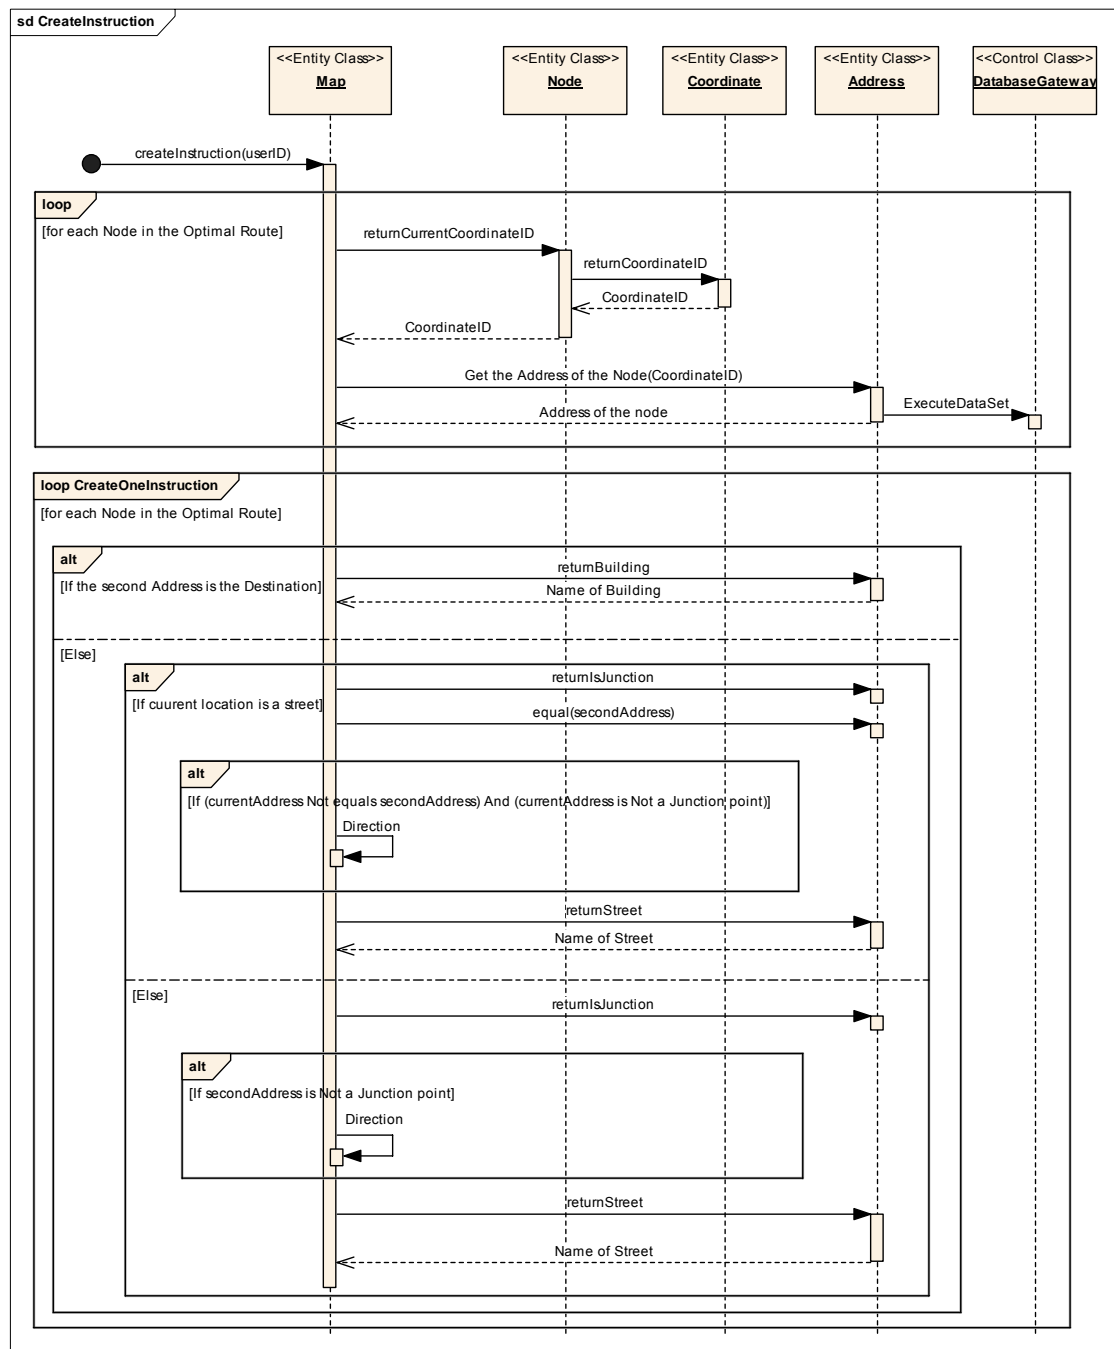 sd CreateInstruction
<<Entity Class>>
Map
<<Entity Class>>
Node
<<Entity Class>>
Coordinate
<<Entity Class>>
Address
<<Control Class>>
DatabaseGateway
createInstruction(userID)
loop
[for each Node in the Optimal Route]
returnCurrentCoordinateID
returnCoordinateID
CoordinateID
CoordinateID
Get the Address of the Node(CoordinateID)
ExecuteDataSet
Address of the node
loop CreateOneInstruction
[for each Node in the Optimal Route]
alt
returnBuilding
[If the second Address is the Destination]
Name of Building
[Else]
alt
returnIsJunction
[If cuurent location is a street]
equal(secondAddress)
alt
[If (currentAddress Not equals secondAddress) And (currentAddress is Not a Junction point)]
Direction
returnStreet
Name of Street
[Else]
returnIsJunction
alt
[If secondAddress is Not a Junction point]
Direction
returnStreet
Name of Street